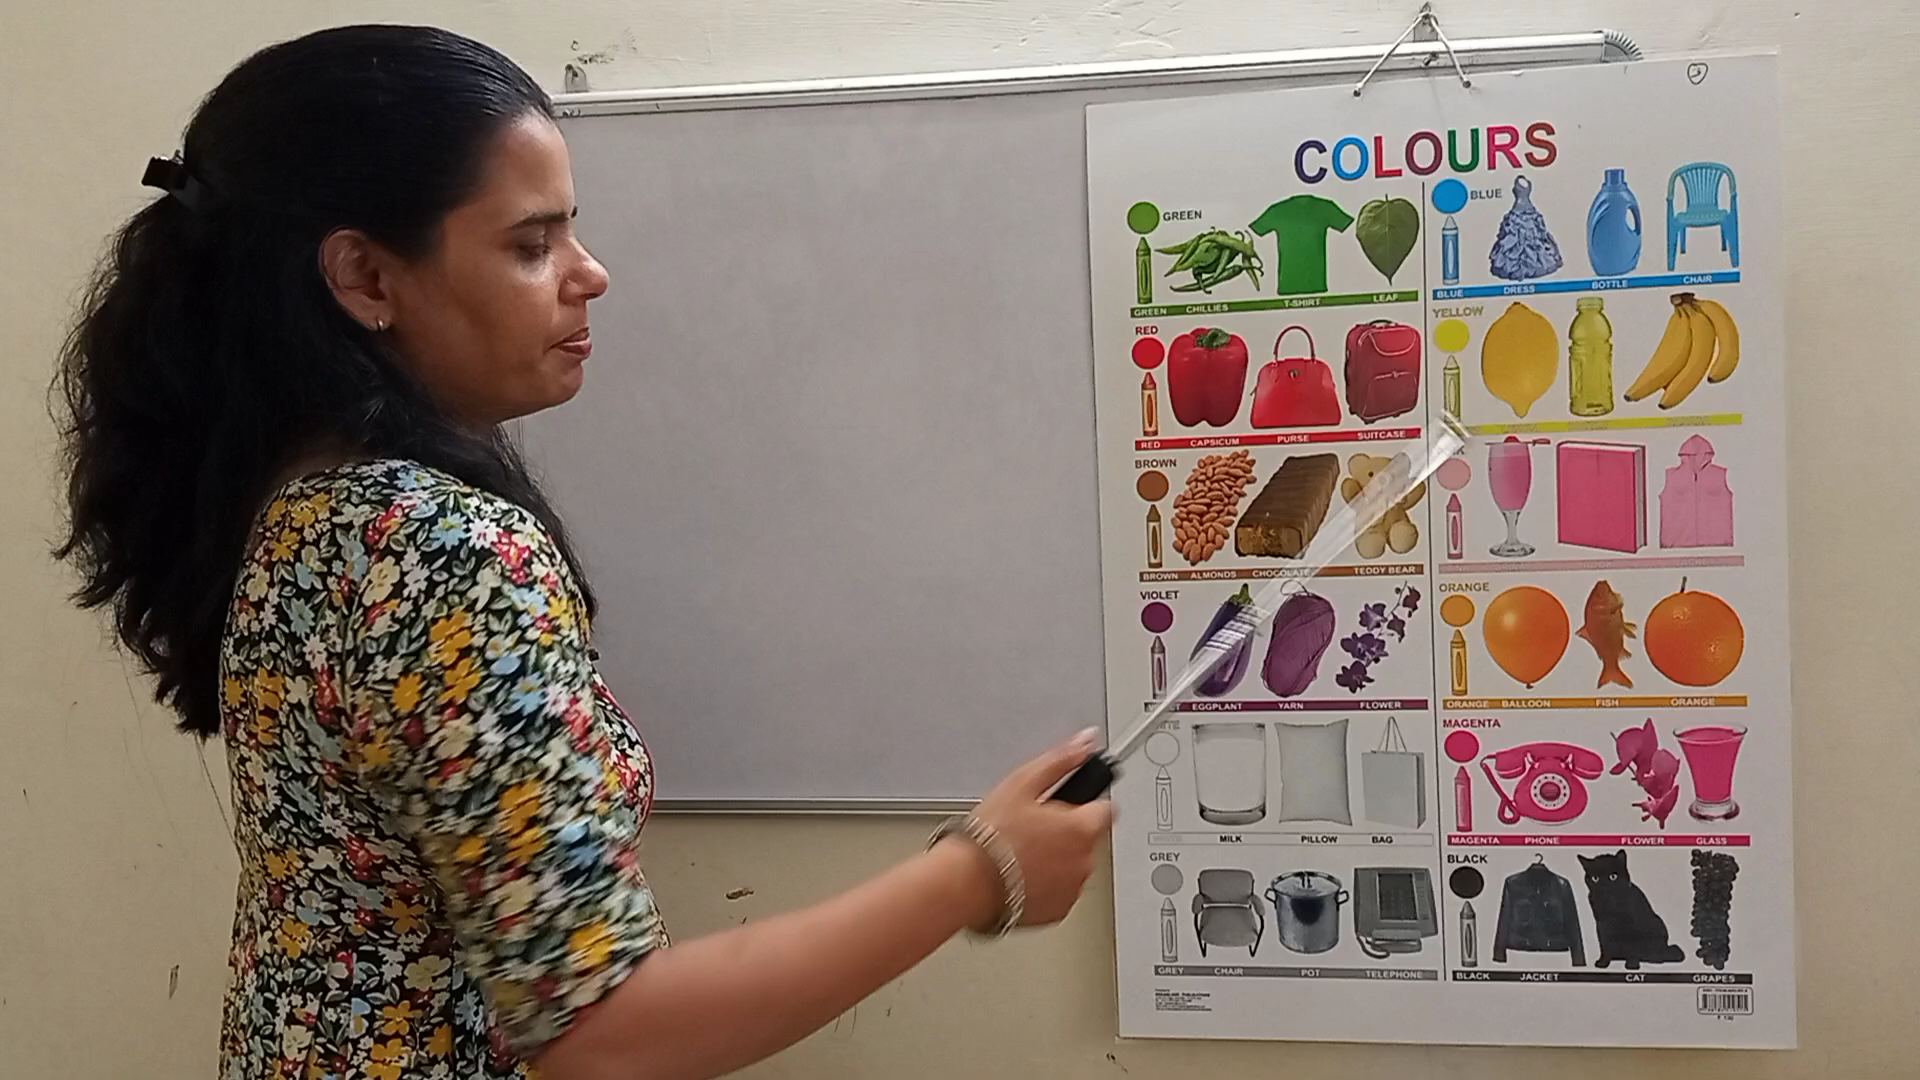 COLOURS
GREEN
GREEN CHILLIES T-SHIRT LEAF
RED
RED CAPSICUM PURSE SUITCASE
BROWN
BROWN ALMONDS CHOCOLATE TEDDY BEAR
VIOLET
EGGPLANT YARN FLOWER
MILK PILLOW BAG
GREY
GREY CHAIR POT TELEPHONE
BLUE
BLUE DRESS BOTTLE CHAIR
YELLOW
ORANGE
ORANGE BALLOON FISH ORANGE
MAGENTA
MAGENTA PHONE FLOWER GLASS
BLACK
BLACK JACKET CAT GRAPES